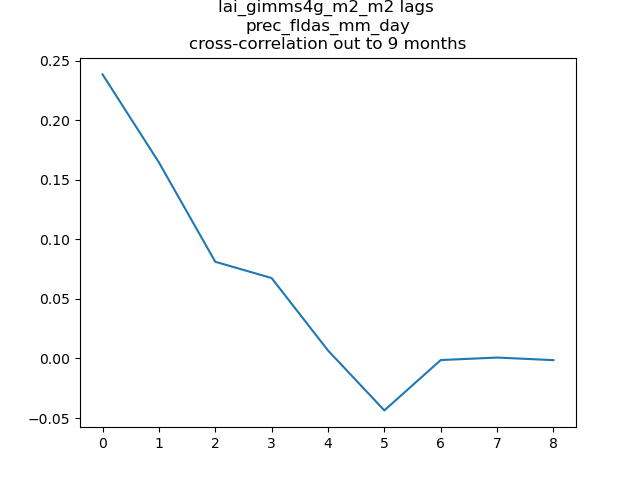 lai_gimms4g_m2_m2 lags
prec_fldas_mm_day
cross-correlation out to 9 months
0.25
0.20
0.15
0.10
0.05
0.00
−0.05
0 1 2 3 4 5 6 7 8